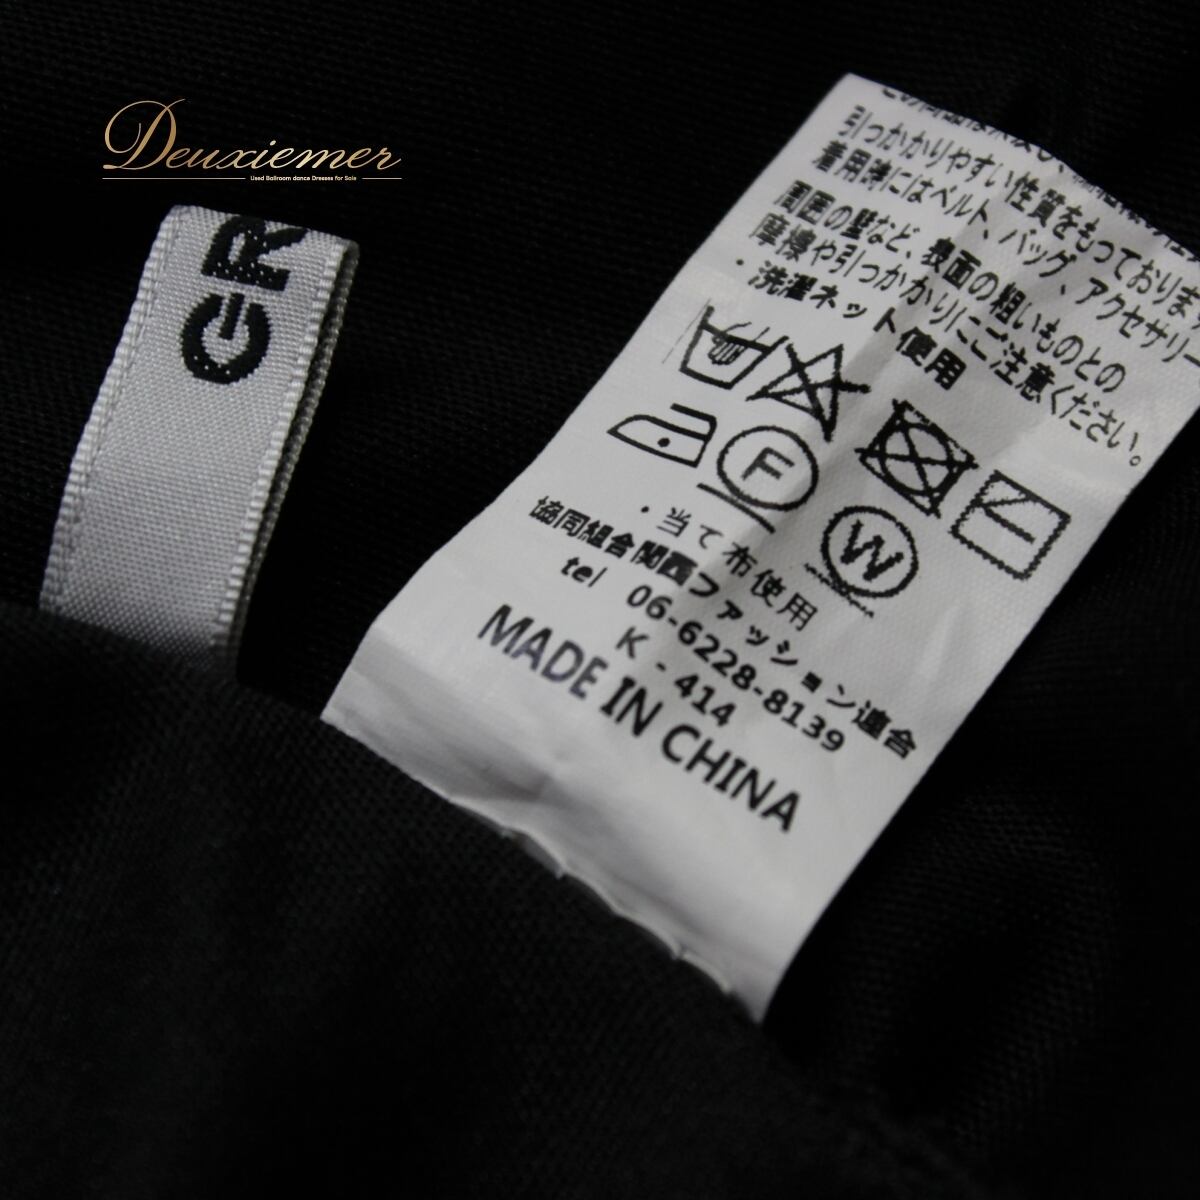 Deuxiemer
Used Ballroom dance Dresses for Sale
GR
引っかかりやすい性質をもっております
着用時にはベルト、バッグ、アクセサリー
周囲の壁など、表面の粗いものとの
摩擦や引っかかりにご注意ください。
・洗濯ネット使用
F
W
・当て布使用
協同組合関西ファッション連合
tel 06-6228-8139
K - 414
MADE IN CHINA